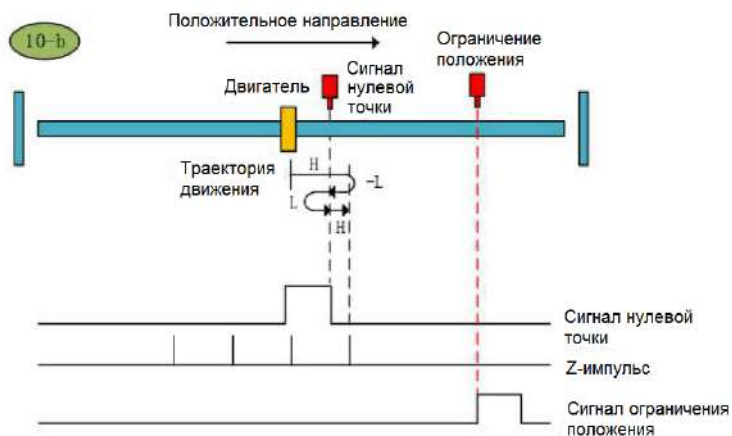 10-b
Положительное направление
Ограничение
положения
Сигнал
нулевой
точки
Двигатель
Траектория
движения
H
-L
L
H
Сигнал нулевой
точки
Z-импульс
Сигнал ограничения
положения